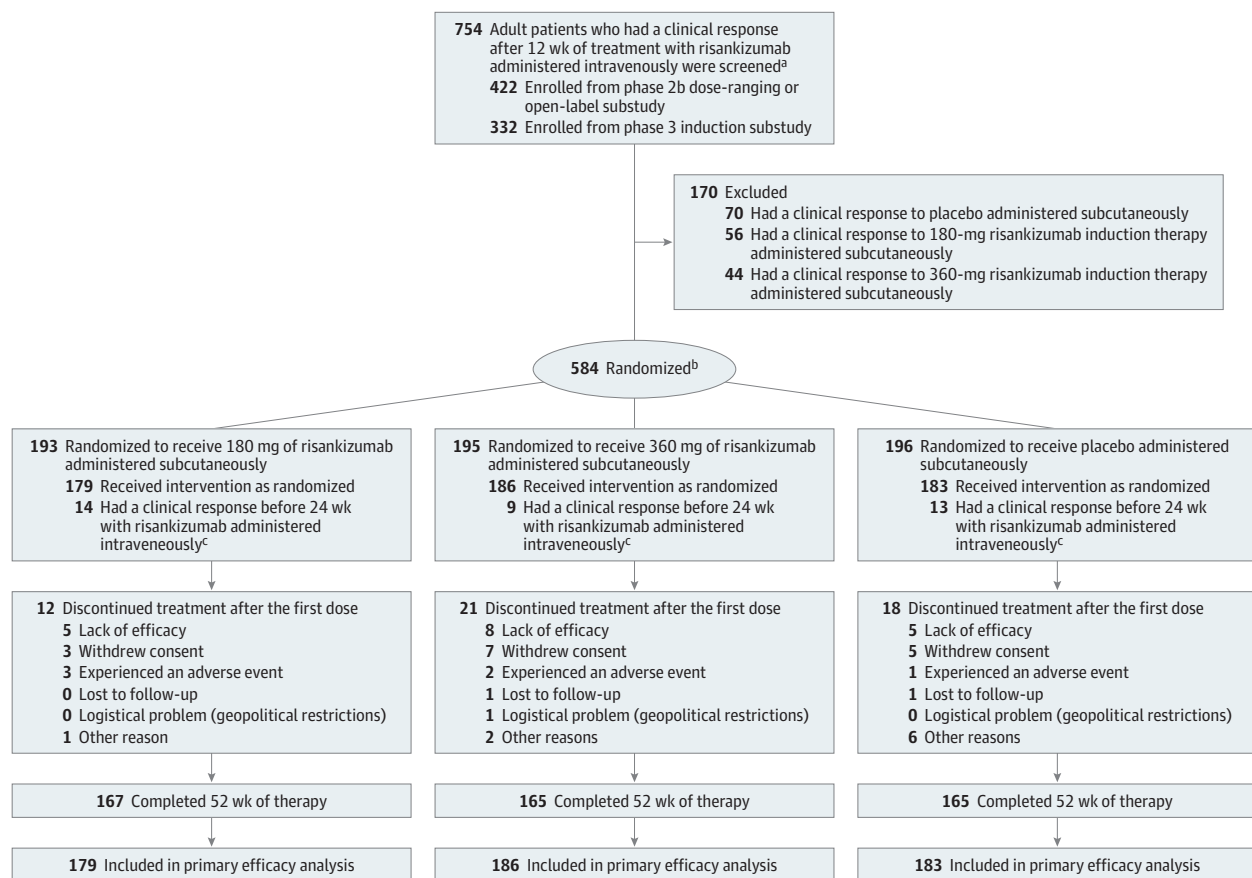 754 Adult patients who had a clinical response
after 12 wk of treatment with risankizumab
administered intravenously were screenedᵃ
422 Enrolled from phase 2b dose-ranging or
open-label substudy
332 Enrolled from phase 3 induction substudy
170 Excluded
70 Had a clinical response to placebo administered subcutaneously
56 Had a clinical response to 180-mg risankizumab induction therapy
administered subcutaneously
44 Had a clinical response to 360-mg risankizumab induction therapy
administered subcutaneously
584 Randomizedᵇ
193 Randomized to receive 180 mg of risankizumab
administered subcutaneously
179 Received intervention as randomized
14 Had a clinical response before 24 wk
with risankizumab administered
intraveneouslyᶜ
195 Randomized to receive 360 mg of risankizumab
administered subcutaneously
186 Received intervention as randomized
9 Had a clinical response before 24 wk
with risankizumab administered
intraveneouslyᶜ
196 Randomized to receive placebo administered
subcutaneously
183 Received intervention as randomized
13 Had a clinical response before 24 wk
with risankizumab administered
intraveneouslyᶜ
12 Discontinued treatment after the first dose
5 Lack of efficacy
3 Withdrew consent
3 Experienced an adverse event
0 Lost to follow-up
0 Logistical problem (geopolitical restrictions)
1 Other reason
21 Discontinued treatment after the first dose
8 Lack of efficacy
7 Withdrew consent
2 Experienced an adverse event
1 Lost to follow-up
1 Logistical problem (geopolitical restrictions)
2 Other reasons
18 Discontinued treatment after the first dose
5 Lack of efficacy
5 Withdrew consent
1 Experienced an adverse event
1 Lost to follow-up
0 Logistical problem (geopolitical restrictions)
6 Other reasons
167 Completed 52 wk of therapy
165 Completed 52 wk of therapy
165 Completed 52 wk of therapy
179 Included in primary efficacy analysis
186 Included in primary efficacy analysis
183 Included in primary efficacy analysis